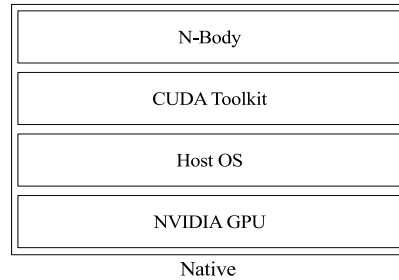 N-Body
CUDA Toolkit
Host OS
NVIDIA GPU
Native